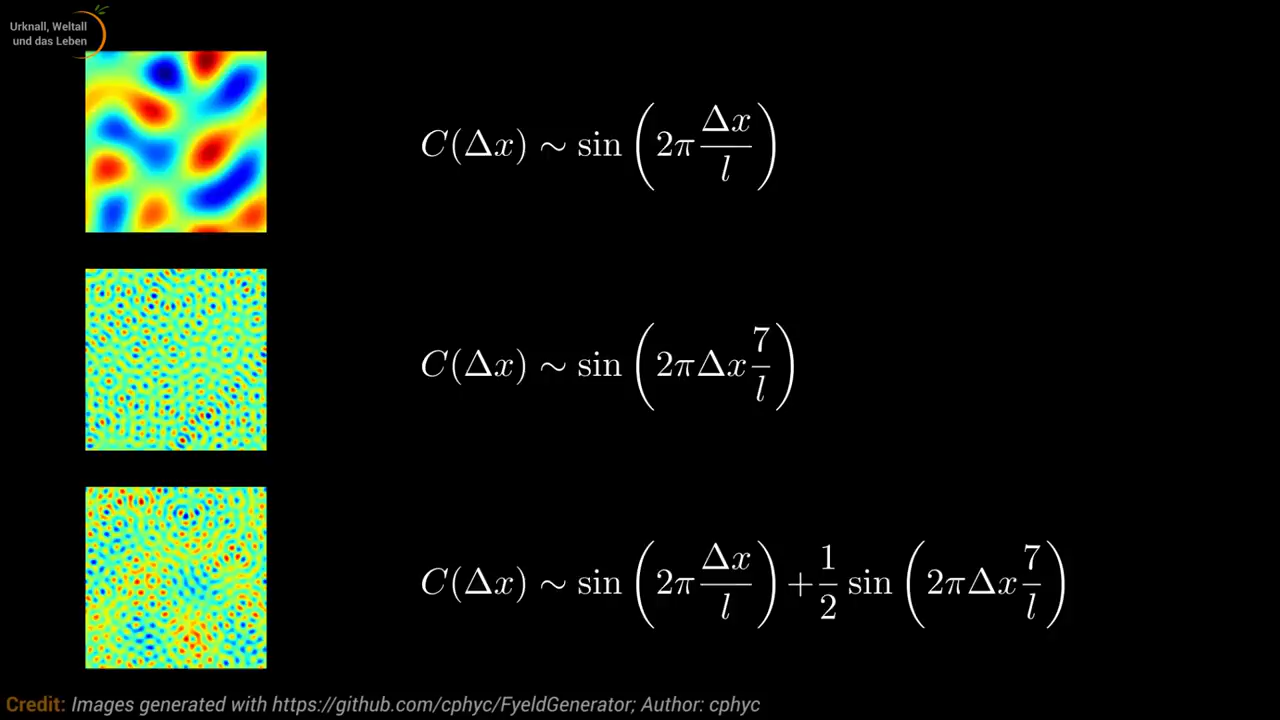 Urknall, Weltall
und das Leben
C(Δx) ~ sin(2π Δx/l)
C(Δx) ~ sin(2πΔx 7/l)
C(Δx) ~ sin(2π Δx/l) + 1/2 sin(2πΔx 7/l)
Credit: Images generated with https://github.com/cphyc/FyeldGenerator; Author: cphyc